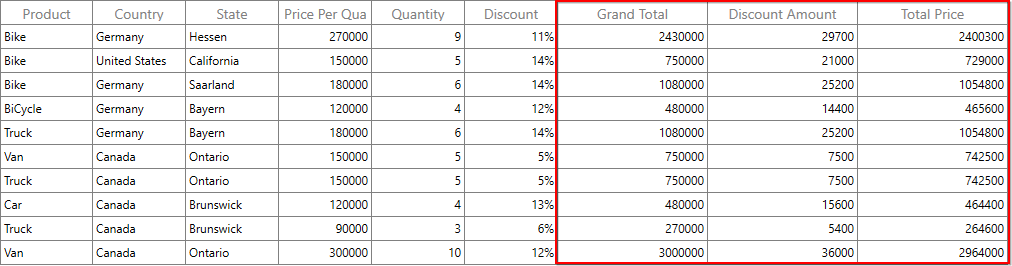 Product Country State Price Per Qua Quantity Discount Grand Total Discount Amount Total Price
Bike Germany Hessen 270000 9 11% 2430000 29700 2400300
Bike United States California 150000 5 14% 750000 21000 729000
Bike Germany Saarland 180000 6 14% 1080000 25200 1054800
BiCycle Germany Bayern 120000 4 12% 480000 14400 465600
Truck Germany Bayern 180000 6 14% 1080000 25200 1054800
Van Canada Ontario 150000 5 5% 750000 7500 742500
Truck Canada Ontario 150000 5 5% 750000 7500 742500
Car Canada Brunswick 120000 4 13% 480000 15600 464400
Truck Canada Brunswick 90000 3 6% 270000 5400 264600
Van Canada Ontario 300000 10 12% 3000000 36000 2964000